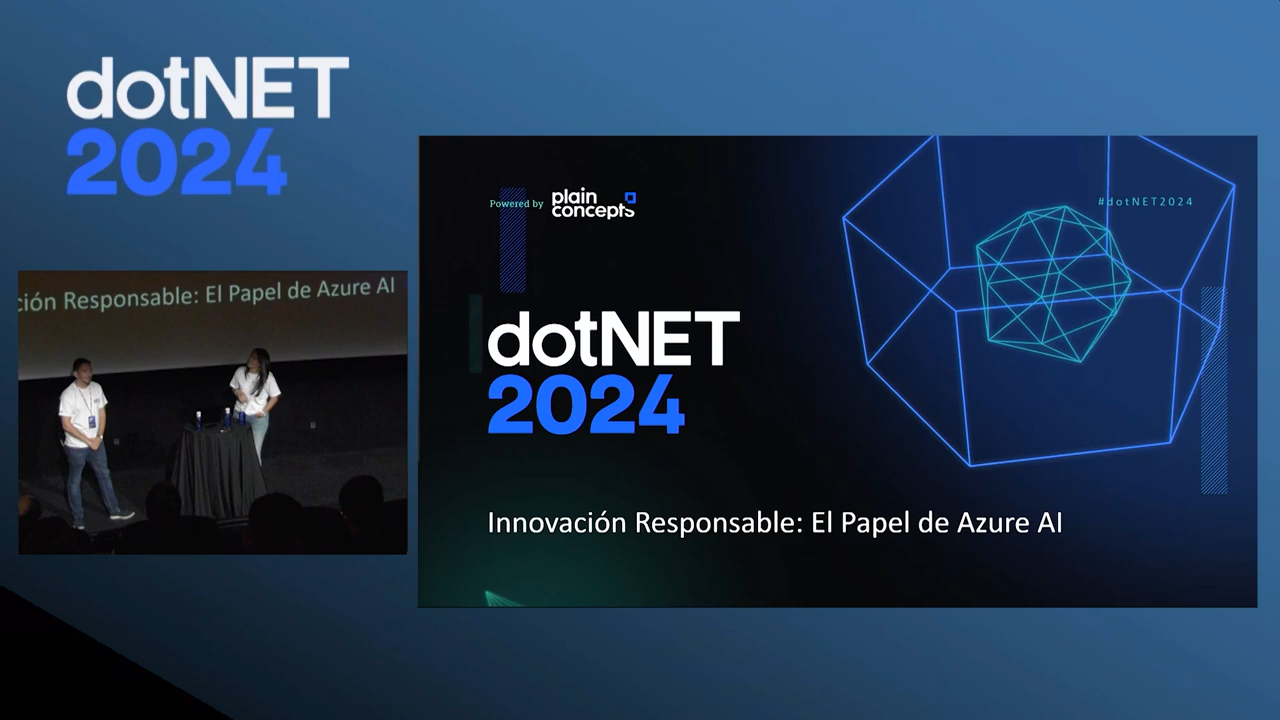 dotNET
2024
ción Responsable: El Papel de Azure AI
Powered by plain concepts
#dotNET2024
dotNET
2024
Innovación Responsable: El Papel de Azure AI